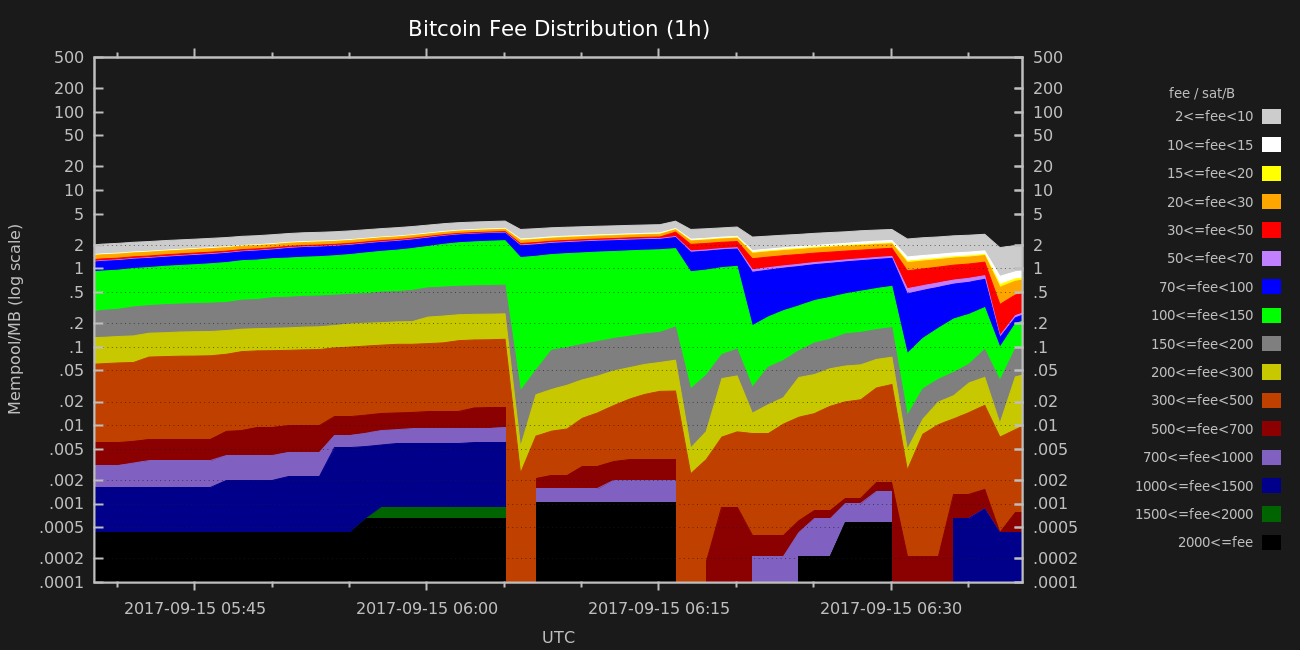 Bitcoin Fee Distribution (1h)
500 500
200 200
100 100
50 50
20 20
10 10
5 5
2 2
1 1
.5 .5
.2 .2
.1 .1
.05 .05
.02 .02
.01 .01
.005 .005
.002 .002
.001 .001
.0005 .0005
.0002 .0002
.0001 .0001
Mempool/MB (log scale)
2017-09-15 05:45 2017-09-15 06:00 2017-09-15 06:15 2017-09-15 06:30
UTC
fee / sat/B
2<=fee<10
10<=fee<15
15<=fee<20
20<=fee<30
30<=fee<50
50<=fee<70
70<=fee<100
100<=fee<150
150<=fee<200
200<=fee<300
300<=fee<500
500<=fee<700
700<=fee<1000
1000<=fee<1500
1500<=fee<2000
2000<=fee